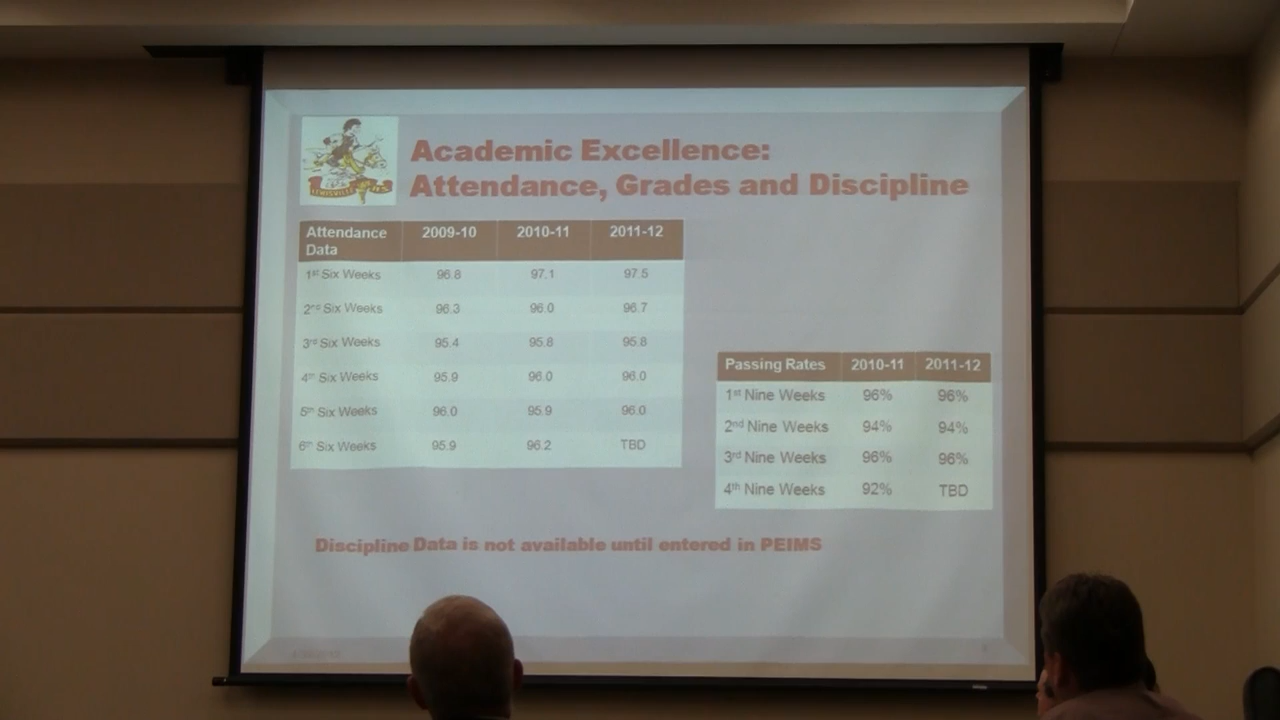 LEWISVILLE
Academic Excellence:
Attendance, Grades and Discipline
Attendance Data 2009-10 2010-11 2011-12
1st Six Weeks 96.8 97.1 97.5
2nd Six Weeks 96.3 96.0 96.7
3rd Six Weeks 95.4 95.8 95.8
4th Six Weeks 95.9 96.0 96.0
5th Six Weeks 96.0 95.9 96.0
6th Six Weeks 95.9 96.2 TBD
Passing Rates 2010-11 2011-12
1st Nine Weeks 96% 96%
2nd Nine Weeks 94% 94%
3rd Nine Weeks 96% 96%
4th Nine Weeks 92% TBD
Discipline Data is not available until entered in PEIMS